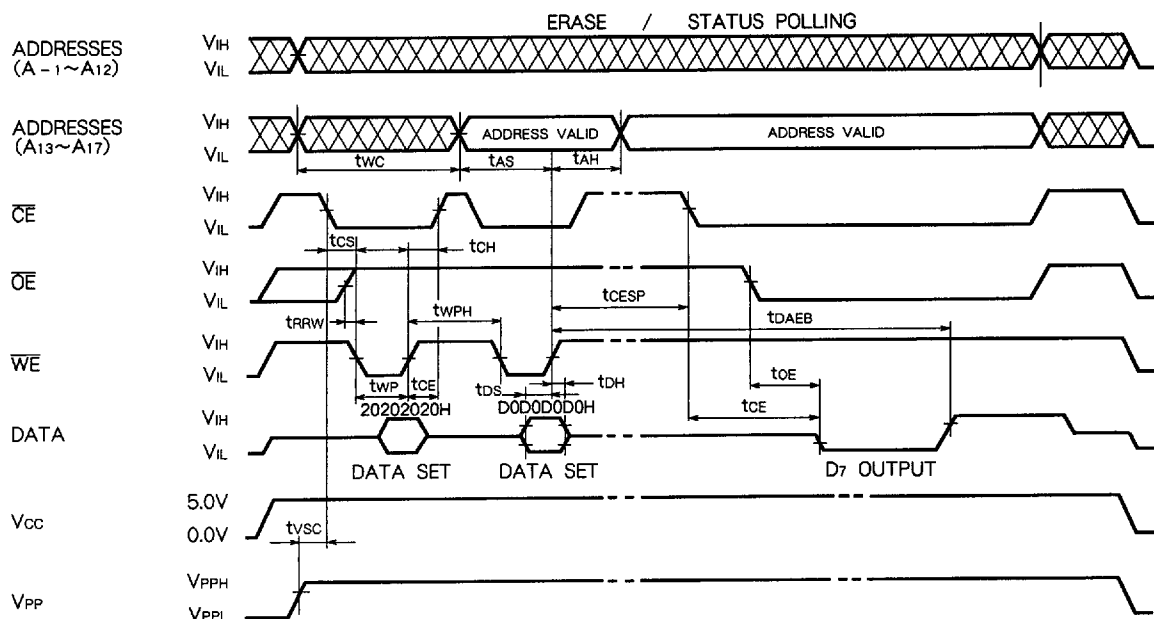 ERASE / STATUS POLLING
ADDRESSES
(A-1~A12)
VIH
VIL
ADDRESSES
(A13~A17)
VIH
VIL
ADDRESS VALID
ADDRESS VALID
tWC
tAS
tAH
CE
VIH
VIL
tCS
tCH
OE
VIH
VIL
tRRW
tWPH
tCESP
tDAEB
WE
VIH
VIL
tWP
tCE
tDS
tDH
tOE
20202020H
D0D0D0D0H
tCE
DATA
VIH
VIL
DATA SET
DATA SET
D7 OUTPUT
VCC
5.0V
0.0V
tVSC
VPP
VPPH
VPPL